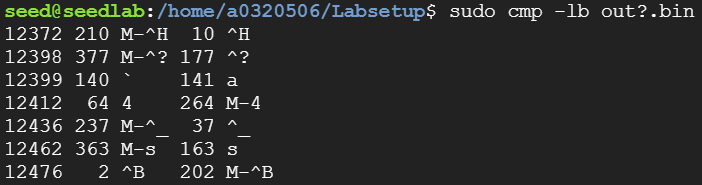 seed@seedlab:/home/a0320506/Labsetup$ sudo cmp -lb out?.bin
12372 210 M-^H  10 ^H
12398 377 M-^? 177 ^?
12399 140 `    141 a
12412  64 4    264 M-4
12436 237 M-^_  37 ^_
12462 363 M-s  163 s
12476   2 ^B   202 M-^B